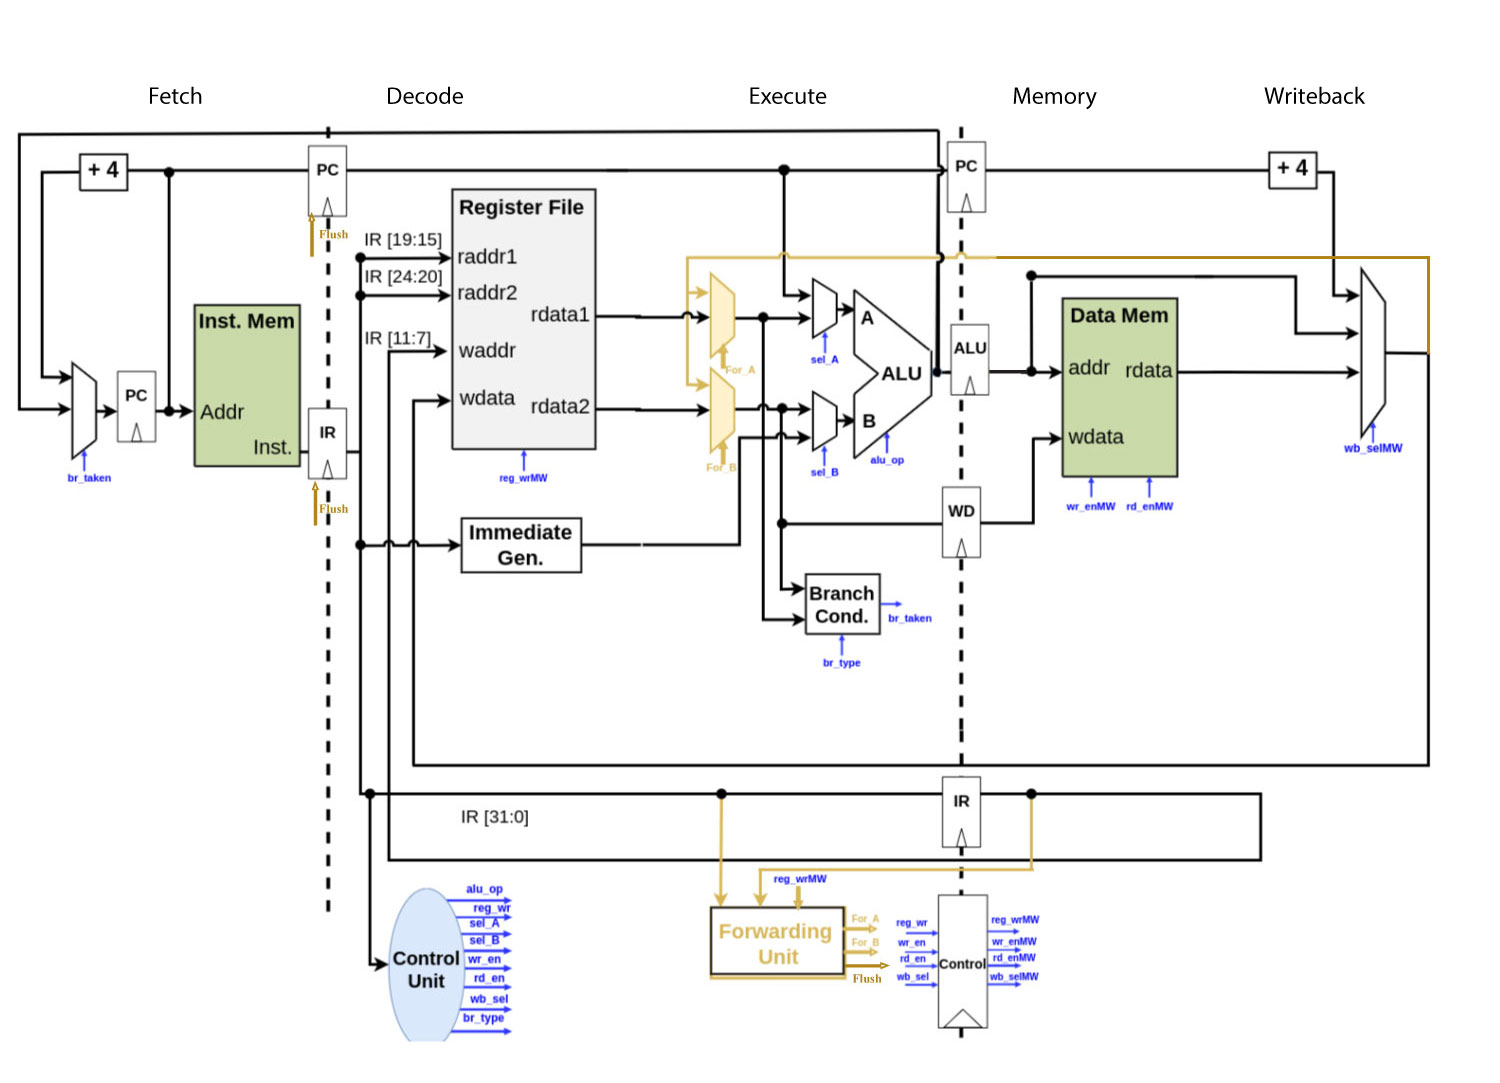 Fetch
Decode
Execute
Memory
Writeback
+ 4
PC
PC
+ 4
Flush
Register File
IR [19:15]
raddr1
IR [24:20]
raddr2
rdata1
IR [11:7]
waddr
wdata
rdata2
reg_wrMW
Inst. Mem
Addr
Inst.
PC
br_taken
IR
Flush
Immediate
Gen.
For_A
For_B
sel_A
sel_B
A
ALU
B
alu_op
ALU
Data Mem
addr
rdata
wdata
wr_enMW
rd_enMW
wb_selMW
WD
Branch
Cond.
br_taken
br_type
IR
IR [31:0]
alu_op
reg_wr
sel_A
sel_B
wr_en
rd_en
wb_sel
br_type
Control
Unit
reg_wrMW
Forwarding
Unit
For_A
For_B
Flush
reg_wr
wr_en
rd_en
wb_sel
Control
reg_wrMW
wr_enMW
rd_enMW
wb_selMW